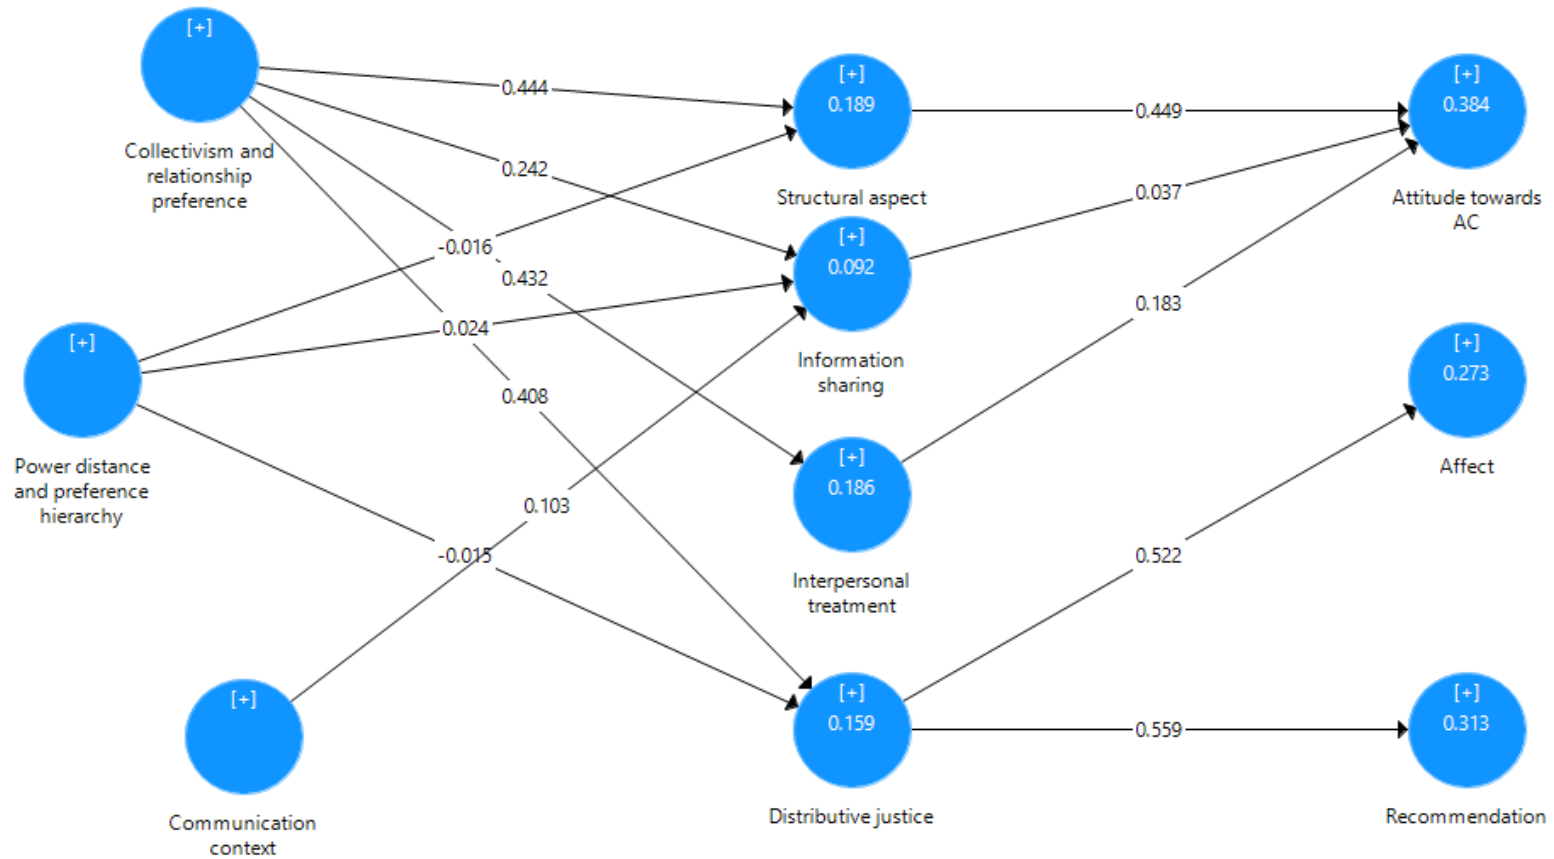 [+]
Collectivism and
relationship
preference
[+]
Power distance
and preference
hierarchy
[+]
Communication
context
0.444
0.242
-0.016
0.432
0.024
0.408
0.103
-0.015
[+]
0.189
Structural aspect
[+]
0.092
Information
sharing
[+]
0.186
Interpersonal
treatment
[+]
0.159
Distributive justice
0.449
0.037
0.183
0.522
0.559
[+]
0.384
Attitude towards
AC
[+]
0.273
Affect
[+]
0.313
Recommendation